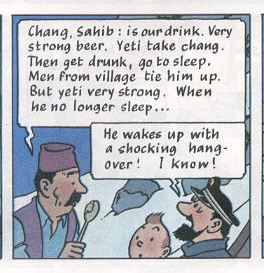 Chang, Sahib : is our drink. Very
strong beer. Yeti take chang.
Then get drunk, go to sleep.
Men from village tie him up.
But yeti very strong. When
he no longer sleep...
He wakes up with
a shocking hang-
over! I know!